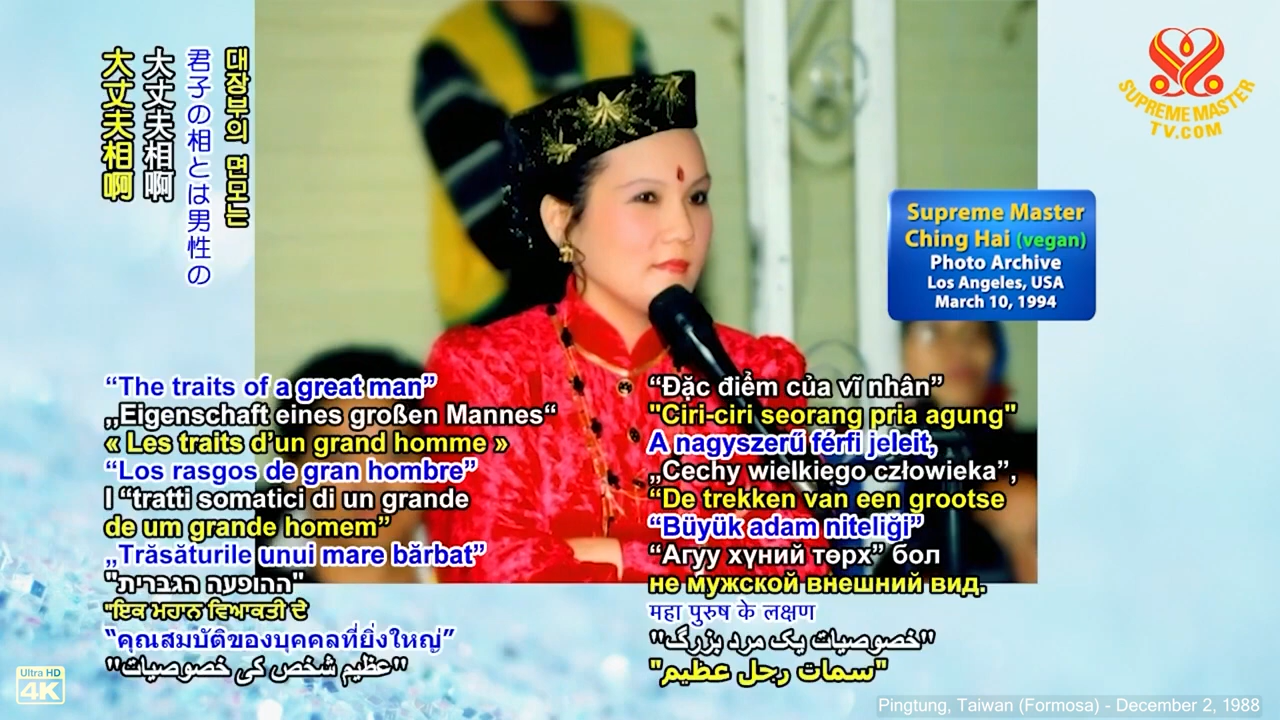 대장부의 면모는
君子の相とは男性の
大丈夫相啊
大丈夫相啊
SUPREME MASTER
TV.COM
Supreme Master
Ching Hai (vegan)
Photo Archive
Los Angeles, USA
March 10, 1994
“The traits of a great man”
„Eigenschaft eines großen Mannes“
« Les traits d’un grand homme »
“Los rasgos de gran hombre”
I “tratti somatici di un grande
de um grande homem”
„Trăsăturile unui mare bărbat”
"ההופעה הגברית"
"ਇਕ ਮਹਾਨ ਵਿਆਕਤੀ ਦੇ
“คุณสมบัติของบุคคลที่ยิ่งใหญ่”
"عظیم شخص کی خصوصیات"
“Đặc điểm của vĩ nhân”
"Ciri-ciri seorang pria agung"
A nagyszerű férfi jeleit,
„Cechy wielkiego człowieka”,
“De trekken van een grootse
“Büyük adam niteliği”
“Агуу хүний төрх” бол
не мужской внешний вид.
महा पुरुष के लक्षण
"خصوصیات یک مرد بزرگ"
"سمات رجل عظيم"
Ultra HD
4K
Pingtung, Taiwan (Formosa) - December 2, 1988